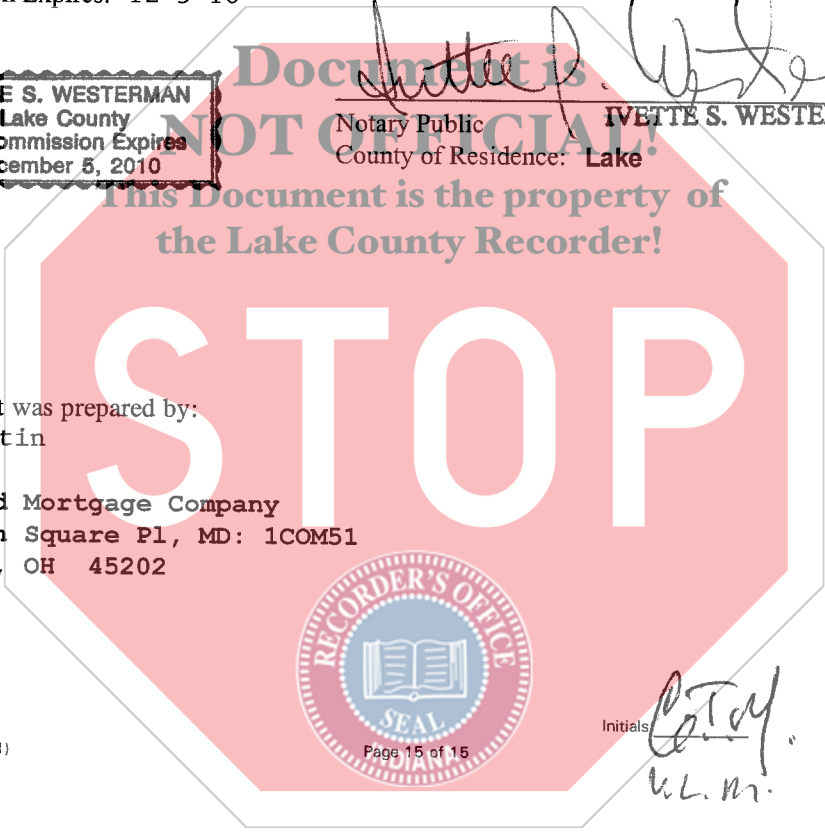 Expires: 12-5-10
E S. WESTERMAN
Lake County
ommission Expires
cember 5, 2010
Notary Public
IVETTE S. WESTE
County of Residence: Lake
Document is
NOT OFFICIAL!
This Document is the property of
the Lake County Recorder!
STOP
t was prepared by:
tin
d Mortgage Company
n Square Pl, MD: 1COM51
, OH 45202
RECORDER'S OFFICE
SEAL
INDIANA
Initials
Page 15 of 15
V.L.M.